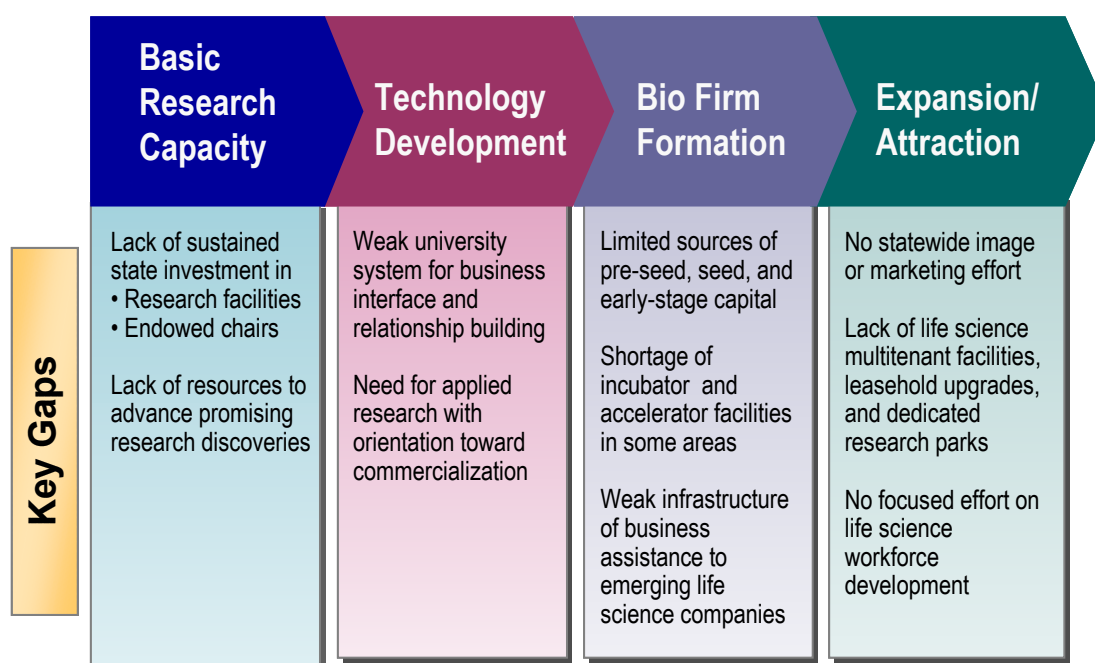 Basic
Research
Capacity
Technology
Development
Bio Firm
Formation
Expansion/
Attraction
Key Gaps
Lack of sustained
state investment in
• Research facilities
• Endowed chairs
Lack of resources to
advance promising
research discoveries
Weak university
system for business
interface and
relationship building
Need for applied
research with
orientation toward
commercialization
Limited sources of
pre-seed, seed, and
early-stage capital
Shortage of
incubator and
accelerator facilities
in some areas
Weak infrastructure
of business
assistance to
emerging life
science companies
No statewide image
or marketing effort
Lack of life science
multitenant facilities,
leasehold upgrades,
and dedicated
research parks
No focused effort on
life science
workforce
development